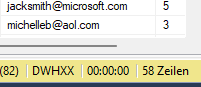 jacksmith@microsoft.com 5
michelleb@aol.com 3
(82) DWHXX 00:00:00 58 Zeilen